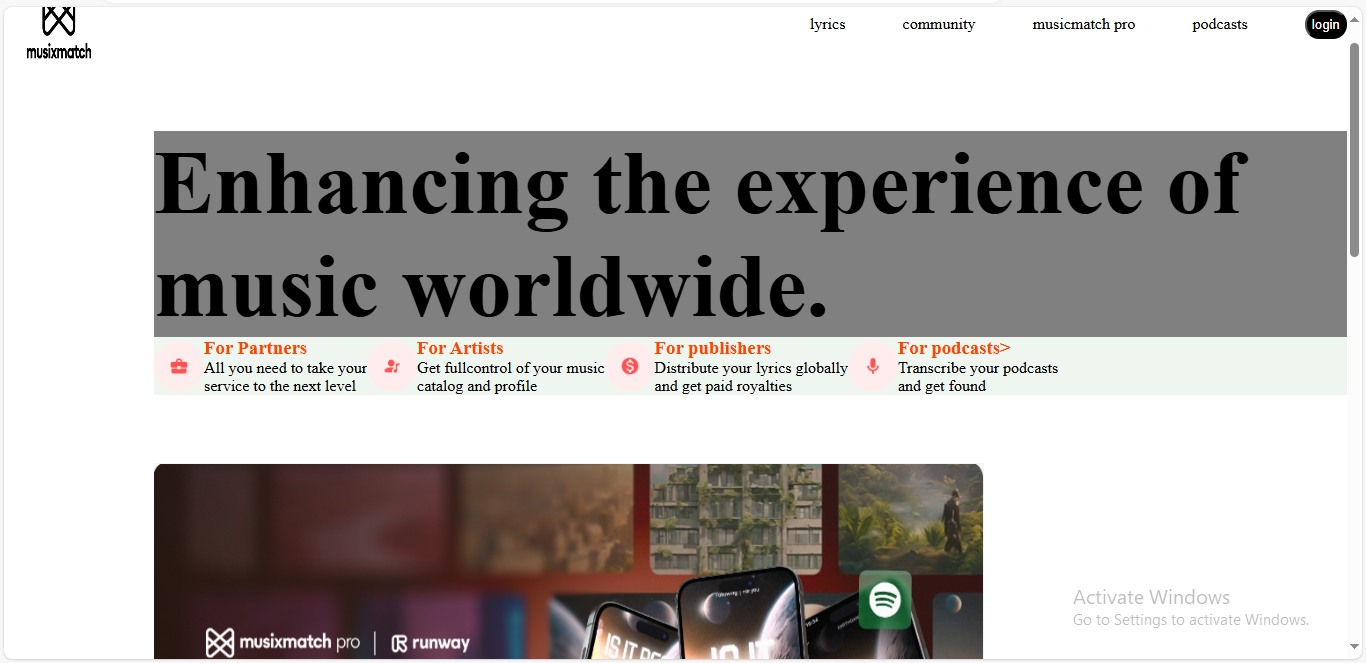 musixmatch
lyrics community musicmatch pro podcasts login
Enhancing the experience of
music worldwide.
For Partners
All you need to take your
service to the next level
For Artists
Get fullcontrol of your music
catalog and profile
For publishers
Distribute your lyrics globally
and get paid royalties
For podcasts>
Transcribe your podcasts
and get found
musixmatch pro | runway
IT
Activate Windows
Go to Settings to activate Windows.